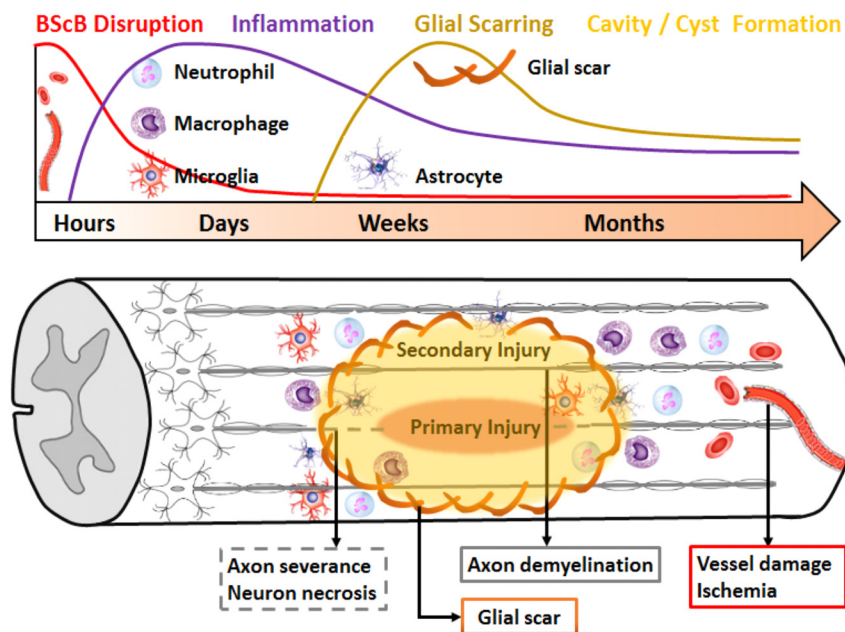 BScB Disruption
Inflammation
Glial Scarring
Cavity / Cyst Formation
Neutrophil
Glial scar
Macrophage
Microglia
Astrocyte
Hours
Days
Weeks
Months
Secondary Injury
Primary Injury
Axon severance
Neuron necrosis
Axon demyelination
Vessel damage
Ischemia
Glial scar